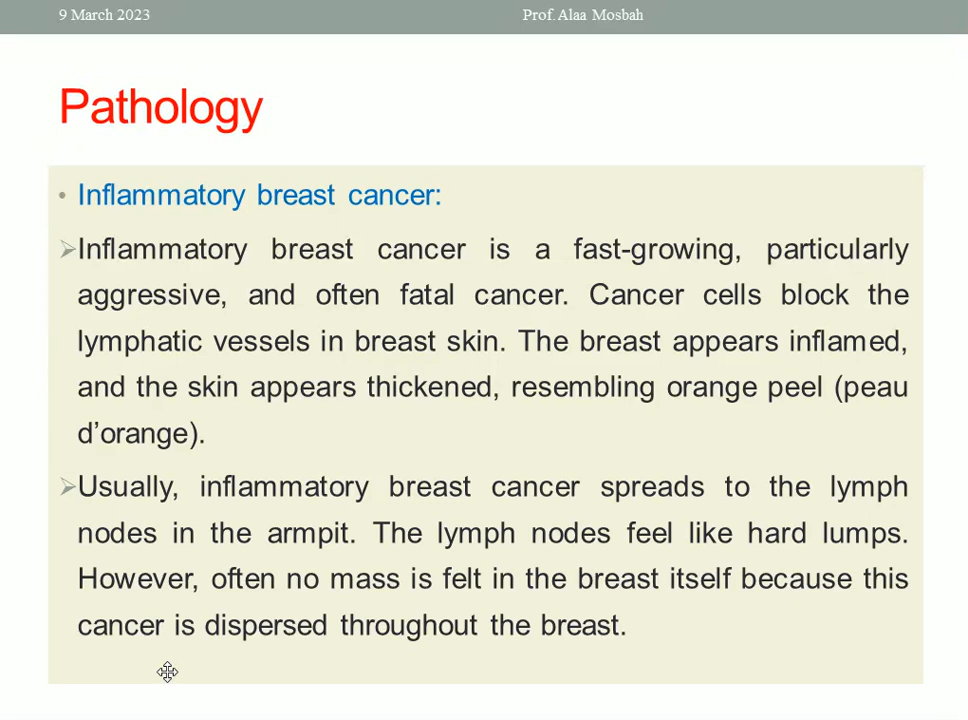 9 March 2023 Prof. Alaa Mosbah
Pathology
• Inflammatory breast cancer:
➢Inflammatory breast cancer is a fast-growing, particularly
aggressive, and often fatal cancer. Cancer cells block the
lymphatic vessels in breast skin. The breast appears inflamed,
and the skin appears thickened, resembling orange peel (peau
d’orange).
➢Usually, inflammatory breast cancer spreads to the lymph
nodes in the armpit. The lymph nodes feel like hard lumps.
However, often no mass is felt in the breast itself because this
cancer is dispersed throughout the breast.